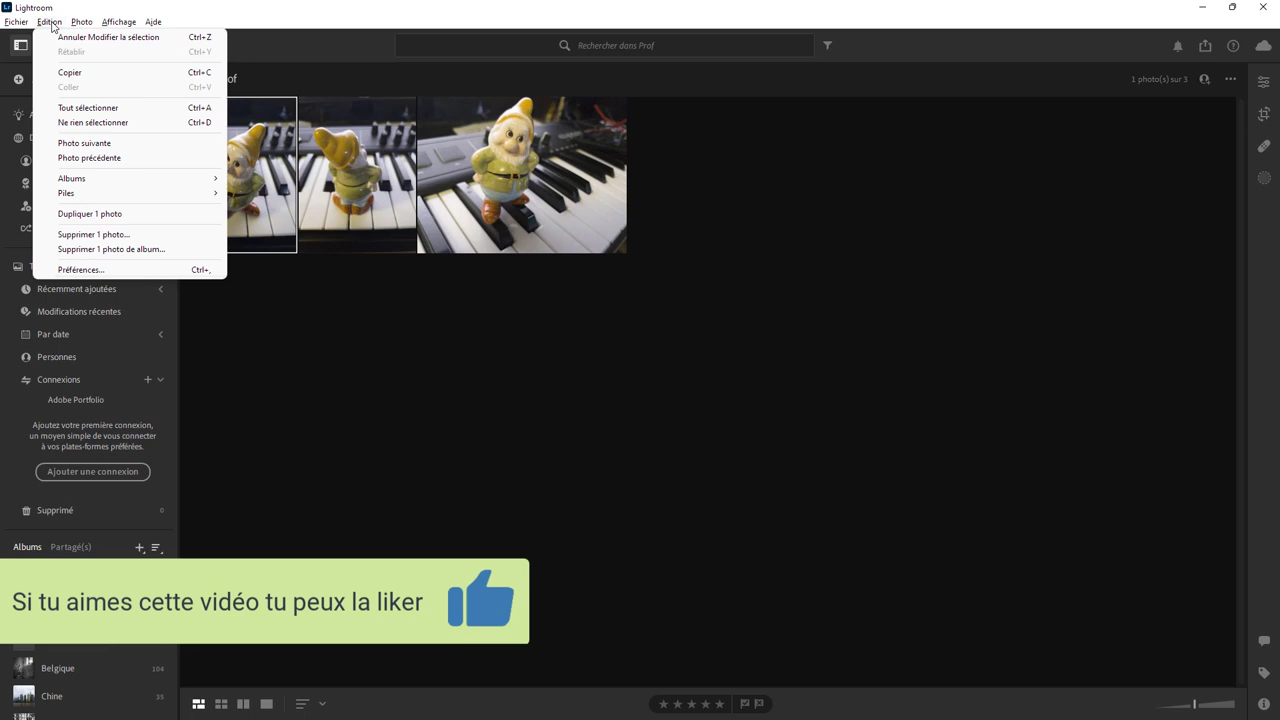 Lightroom
Fichier Edition Photo Affichage Aide
Annuler Modifier la sélection Ctrl+Z
Rétablir Ctrl+Y
Copier Ctrl+C
Coller Ctrl+V
Tout sélectionner Ctrl+A
Ne rien sélectionner Ctrl+D
Photo suivante
Photo précédente
Albums
Piles
Dupliquer 1 photo
Supprimer 1 photo...
Supprimer 1 photo de album...
Préférences... Ctrl+,
Rechercher dans Prof
1 photo(s) sur 3
Récemment ajoutées
Modifications récentes
Par date
Personnes
Connexions
Adobe Portfolio
Ajoutez votre première connexion,
un moyen simple de vous connecter
à vos plates-formes préférées.
Ajouter une connexion
Supprimé 0
Albums Partagé(s)
Si tu aimes cette vidéo tu peux la liker
Belgique 104
Chine 35